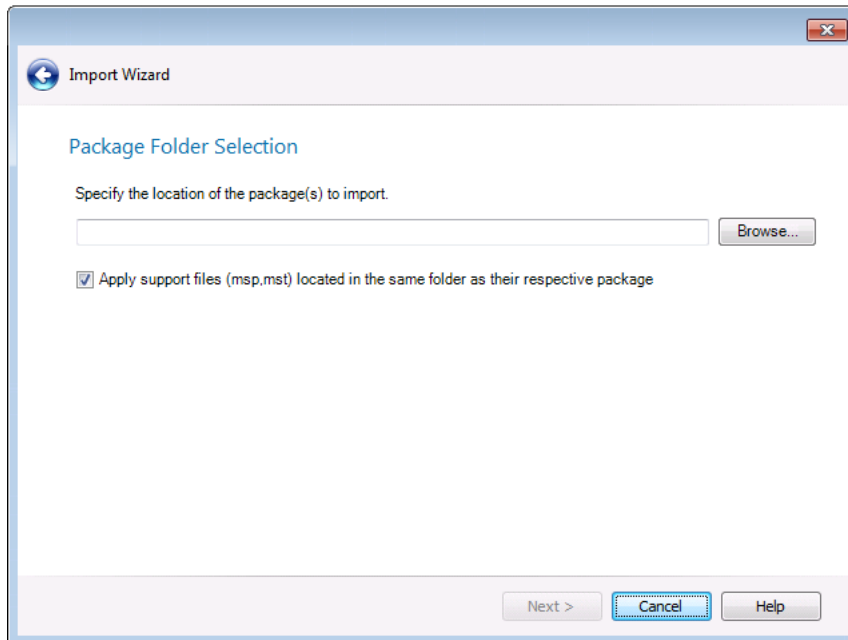 Import Wizard
Package Folder Selection
Specify the location of the package(s) to import.
Browse...
Apply support files (msp,mst) located in the same folder as their respective package
Next > Cancel Help